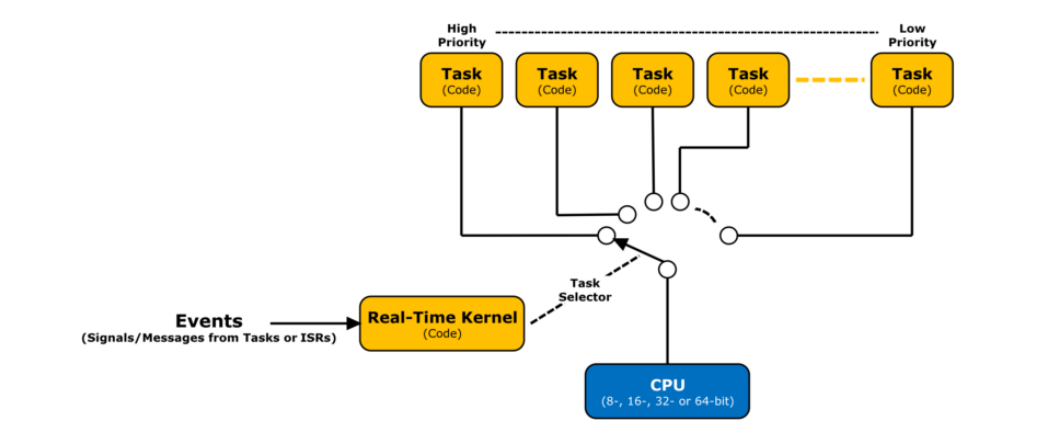 High
Priority
Low
Priority
Task
(Code)
Task
(Code)
Task
(Code)
Task
(Code)
Task
(Code)
Task
Selector
Events
(Signals/Messages from Tasks or ISRs)
Real-Time Kernel
(Code)
CPU
(8-, 16-, 32- or 64-bit)